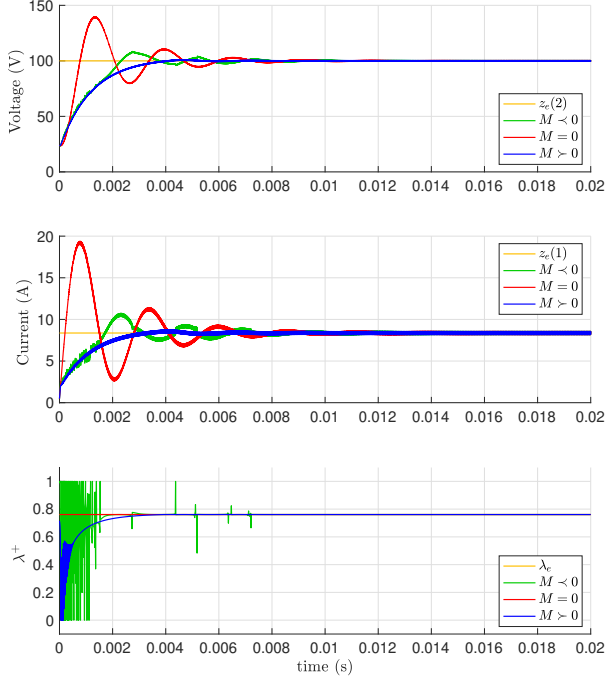 150
100
50
0
Voltage (V)
0 0.002 0.004 0.006 0.008 0.01 0.012 0.014 0.016 0.018 0.02
z_e(2)
M ≺ 0
M = 0
M ≻ 0
20
15
10
5
0
Current (A)
0 0.002 0.004 0.006 0.008 0.01 0.012 0.014 0.016 0.018 0.02
z_e(1)
M ≺ 0
M = 0
M ≻ 0
1
0.8
0.6
0.4
0.2
0
λ⁺
0 0.002 0.004 0.006 0.008 0.01 0.012 0.014 0.016 0.018 0.02
time (s)
λ_e
M ≺ 0
M = 0
M ≻ 0